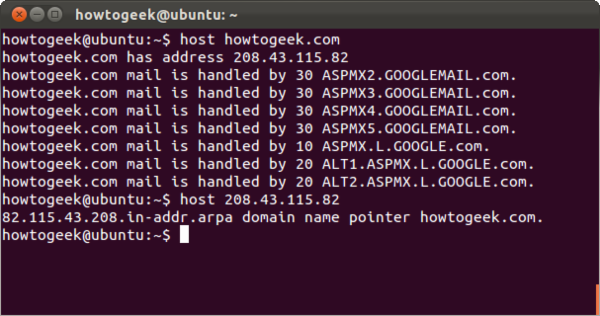 howtogeek@ubuntu: ~
howtogeek@ubuntu:~$ host howtogeek.com
howtogeek.com has address 208.43.115.82
howtogeek.com mail is handled by 30 ASPMX2.GOOGLEMAIL.com.
howtogeek.com mail is handled by 30 ASPMX3.GOOGLEMAIL.com.
howtogeek.com mail is handled by 30 ASPMX4.GOOGLEMAIL.com.
howtogeek.com mail is handled by 30 ASPMX5.GOOGLEMAIL.com.
howtogeek.com mail is handled by 10 ASPMX.L.GOOGLE.com.
howtogeek.com mail is handled by 20 ALT1.ASPMX.L.GOOGLE.com.
howtogeek.com mail is handled by 20 ALT2.ASPMX.L.GOOGLE.com.
howtogeek@ubuntu:~$ host 208.43.115.82
82.115.43.208.in-addr.arpa domain name pointer howtogeek.com.
howtogeek@ubuntu:~$